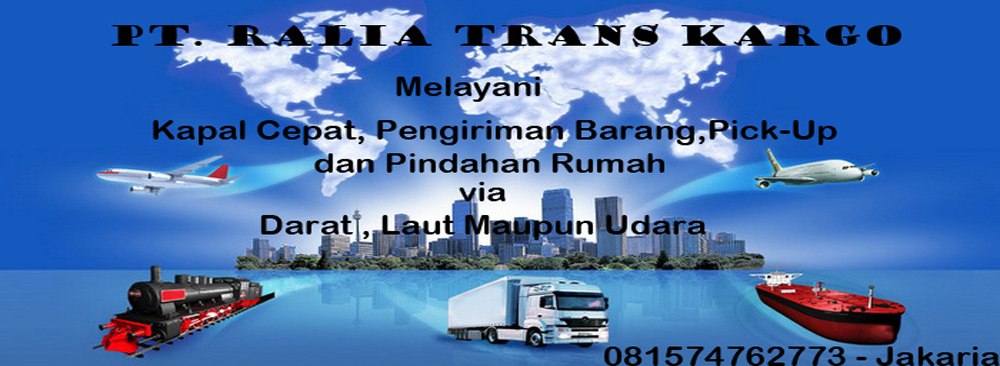 PT. RALIA TRANS KARGO
Melayani
Kapal Cepat, Pengiriman Barang,Pick-Up
dan Pindahan Rumah
via
Darat , Laut Maupun Udara
081574762773 - Jakaria